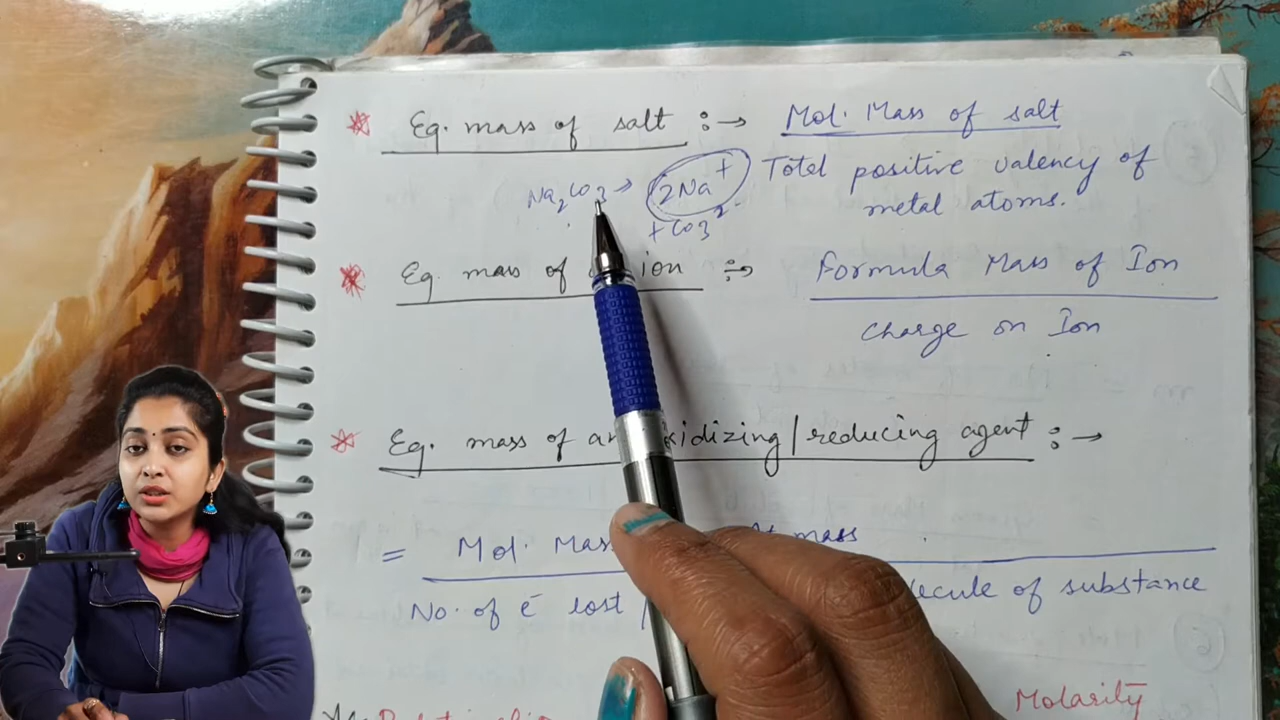 Eq. mass of salt :→ Mol. Mass of salt
Total positive valency of
metal atoms.
Na2CO3 → 2Na+
+ CO3 2-
Eq. mass of ion :→ Formula Mass of Ion
Charge on Ion
Eq. mass of an oxidizing / reducing agent :→
= Mol. Mass mass
No. of e- lost / of substance
Molarity